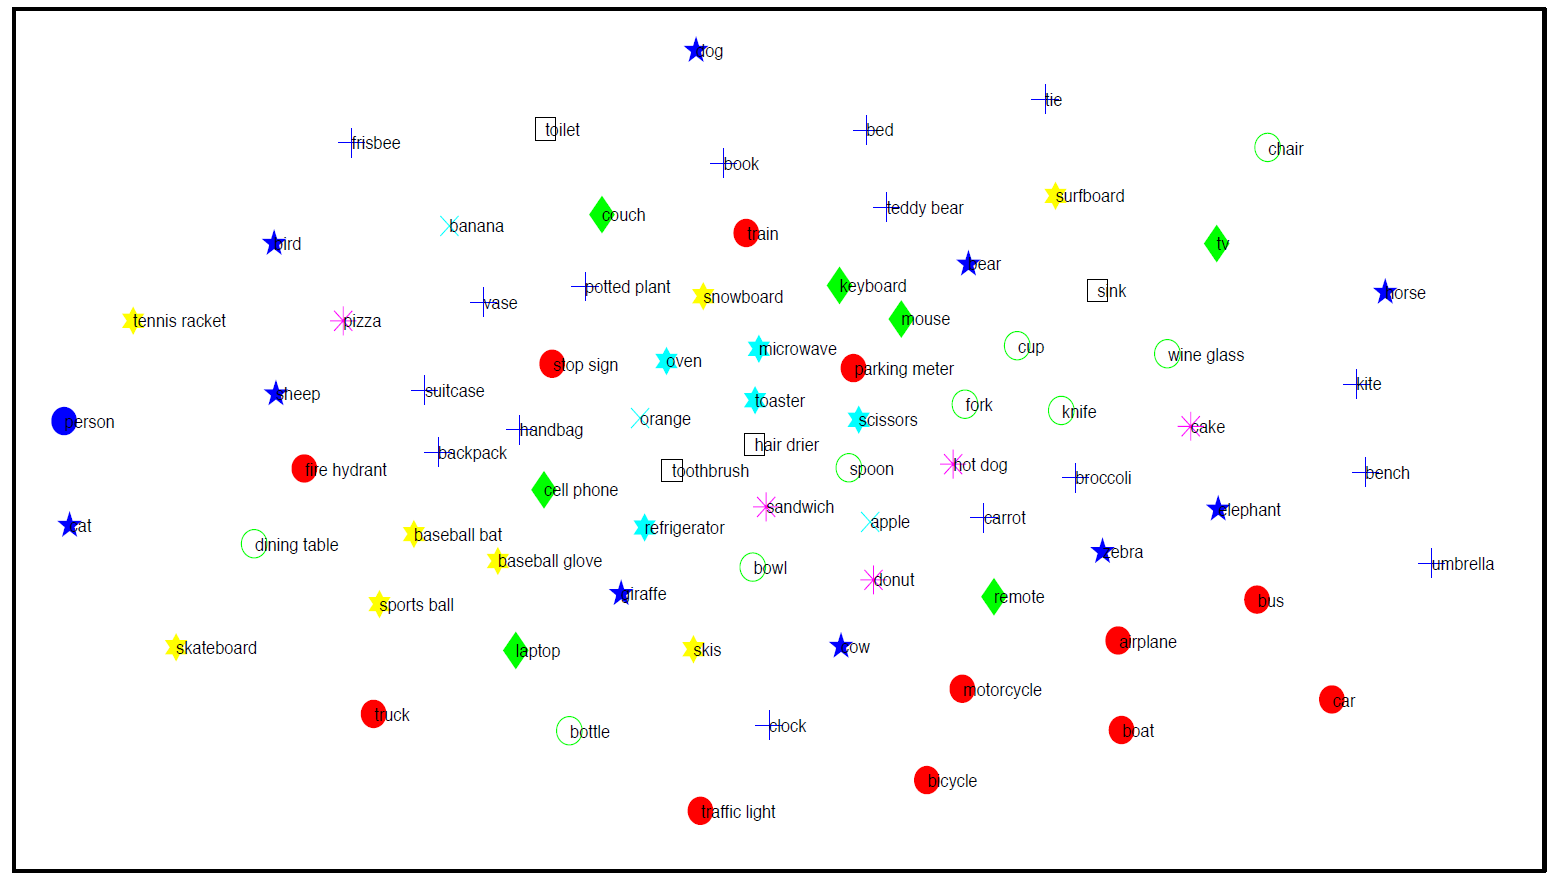 dog
tie
toilet
bed
frisbee
chair
book
surfboard
teddy bear
couch
banana
train
bird
tv
bear
keyboard
potted plant
sink
horse
snowboard
vase
mouse
tennis racket
pizza
cup
microwave
wine glass
oven
stop sign
parking meter
kite
suitcase
sheep
toaster
fork
knife
orange
scissors
person
cake
handbag
hair drier
backpack
hot dog
spoon
fire hydrant
toothbrush
bench
broccoli
cell phone
sandwich
elephant
carrot
apple
cat
refrigerator
baseball bat
dining table
zebra
baseball glove
umbrella
bowl
donut
giraffe
remote
bus
sports ball
airplane
cow
skateboard
skis
laptop
motorcycle
car
truck
clock
boat
bottle
bicycle
traffic light